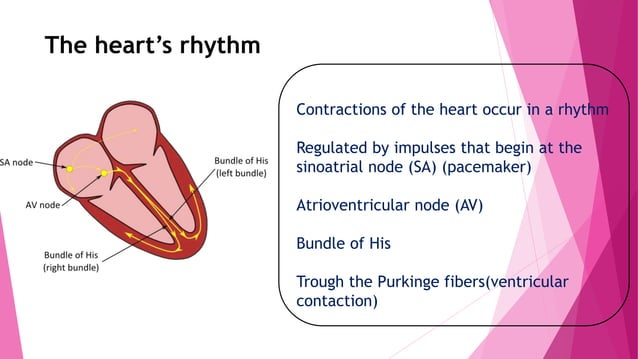 The heart's rhythm
SA node
AV node
Bundle of His
(right bundle)
Bundle of His
(left bundle)
Contractions of the heart occur in a rhythm
Regulated by impulses that begin at the
sinoatrial node (SA) (pacemaker)
Atrioventricular node (AV)
Bundle of His
Trough the Purkinge fibers(ventricular
contaction)